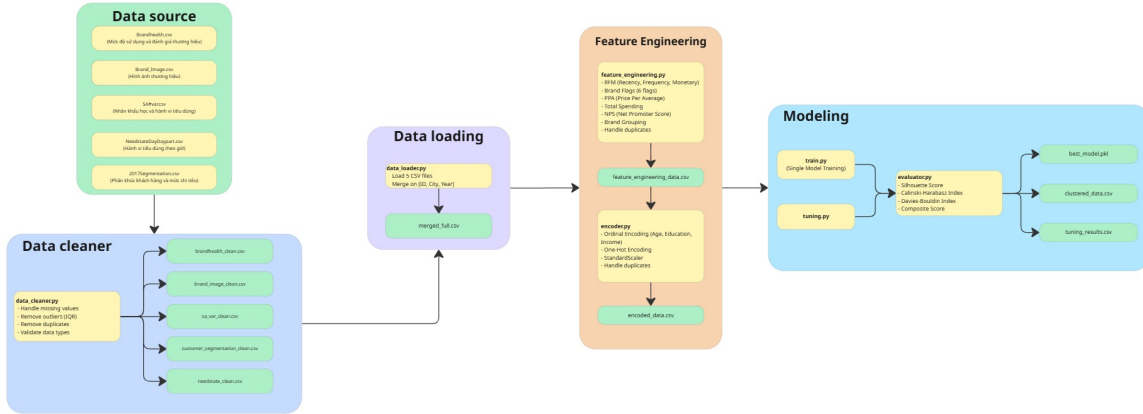 Data source
Brandhealth.csv
(Mức độ sử dụng và đánh giá thương hiệu)
Brand_Image.csv
(Hình ảnh thương hiệu)
SA#var.csv
(Nhân khẩu học và hành vi tiêu dùng)
NeedstateDayDaypart.csv
(Hành vi tiêu dùng theo giờ)
2017Segmentation.csv
(Phân khúc khách hàng và mức chi tiêu)
Data cleaner
data_cleaner.py
- Handle missing values
- Remove outliers (IQR)
- Remove duplicates
- Validate data types
brandhealth_clean.csv
brand_image_clean.csv
sa_var_clean.csv
customer_segmentation_clean.csv
needstate_clean.csv
Data loading
data_loader.py
Load 5 CSV files
Merge on [ID, City, Year]
merged_full.csv
Feature Engineering
feature_engineering.py
- RFM (Recency, Frequency, Monetary)
- Brand Flags (6 flags)
- PPA (Price Per Average)
- Total Spending
- NPS (Net Promoter Score)
- Brand Grouping
- Handle duplicates
feature_engineering_data.csv
encoder.py
- Ordinal Encoding (Age, Education,
Income)
- One-Hot Encoding
- StandardScaler
- Handle duplicates
encoded_data.csv
Modeling
train.py
(Single Model Training)
tuning.py
evaluator.py
- Silhouette Score
- Calinski-Harabasz Index
- Davies-Bouldin Index
- Composite Score
best_model.pkl
clustered_data.csv
tuning_results.csv